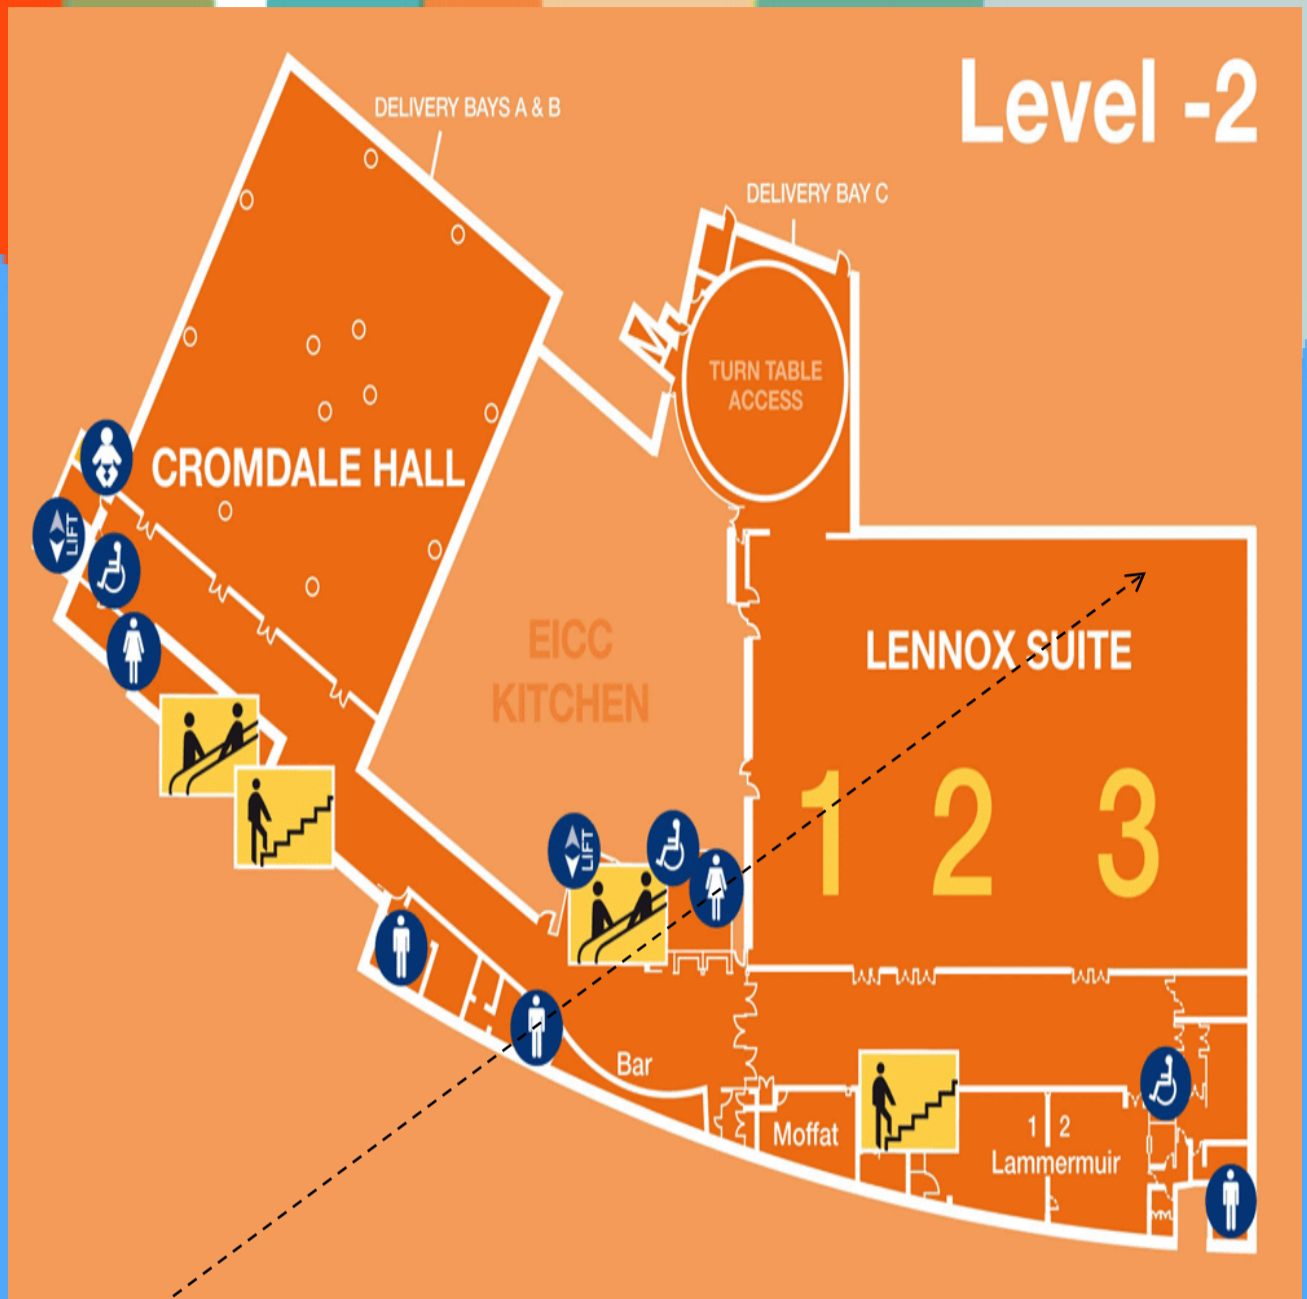 Level -2
DELIVERY BAYS A & B
DELIVERY BAY C
TURN TABLE
ACCESS
CROMDALE HALL
LIFT
EICC
KITCHEN
LENNOX SUITE
1 2 3
LIFT
Bar
Moffat
1 2
Lammermuir